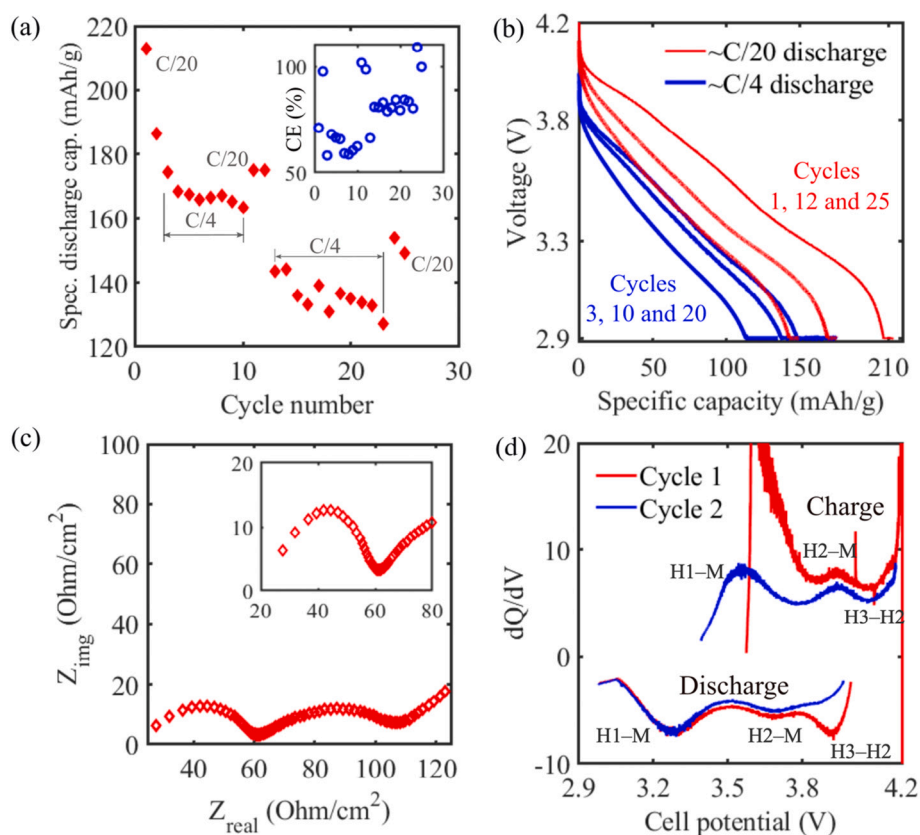 (a)
220
200
180
160
140
120
0
10
20
30
Spec. discharge cap. (mAh/g)
Cycle number
C/20
C/4
C/20
C/4
C/20
100
50
0
10
20
30
CE (%)
(b)
4.2
3.8
3.3
2.9
0
50
100
150
210
Voltage (V)
Specific capacity (mAh/g)
~C/20 discharge
~C/4 discharge
Cycles
1, 12 and 25
Cycles
3, 10 and 20
(c)
100
80
60
40
20
0
40
60
80
100
120
Z_img (Ohm/cm²)
Z_real (Ohm/cm²)
20
10
0
20
40
60
80
(d)
20
10
0
-10
2.9
3.2
3.5
3.8
4.2
dQ/dV
Cell potential (V)
Cycle 1
Cycle 2
Charge
H2–M
H1–M
H3–H2
Discharge
H1–M
H2–M
H3–H2